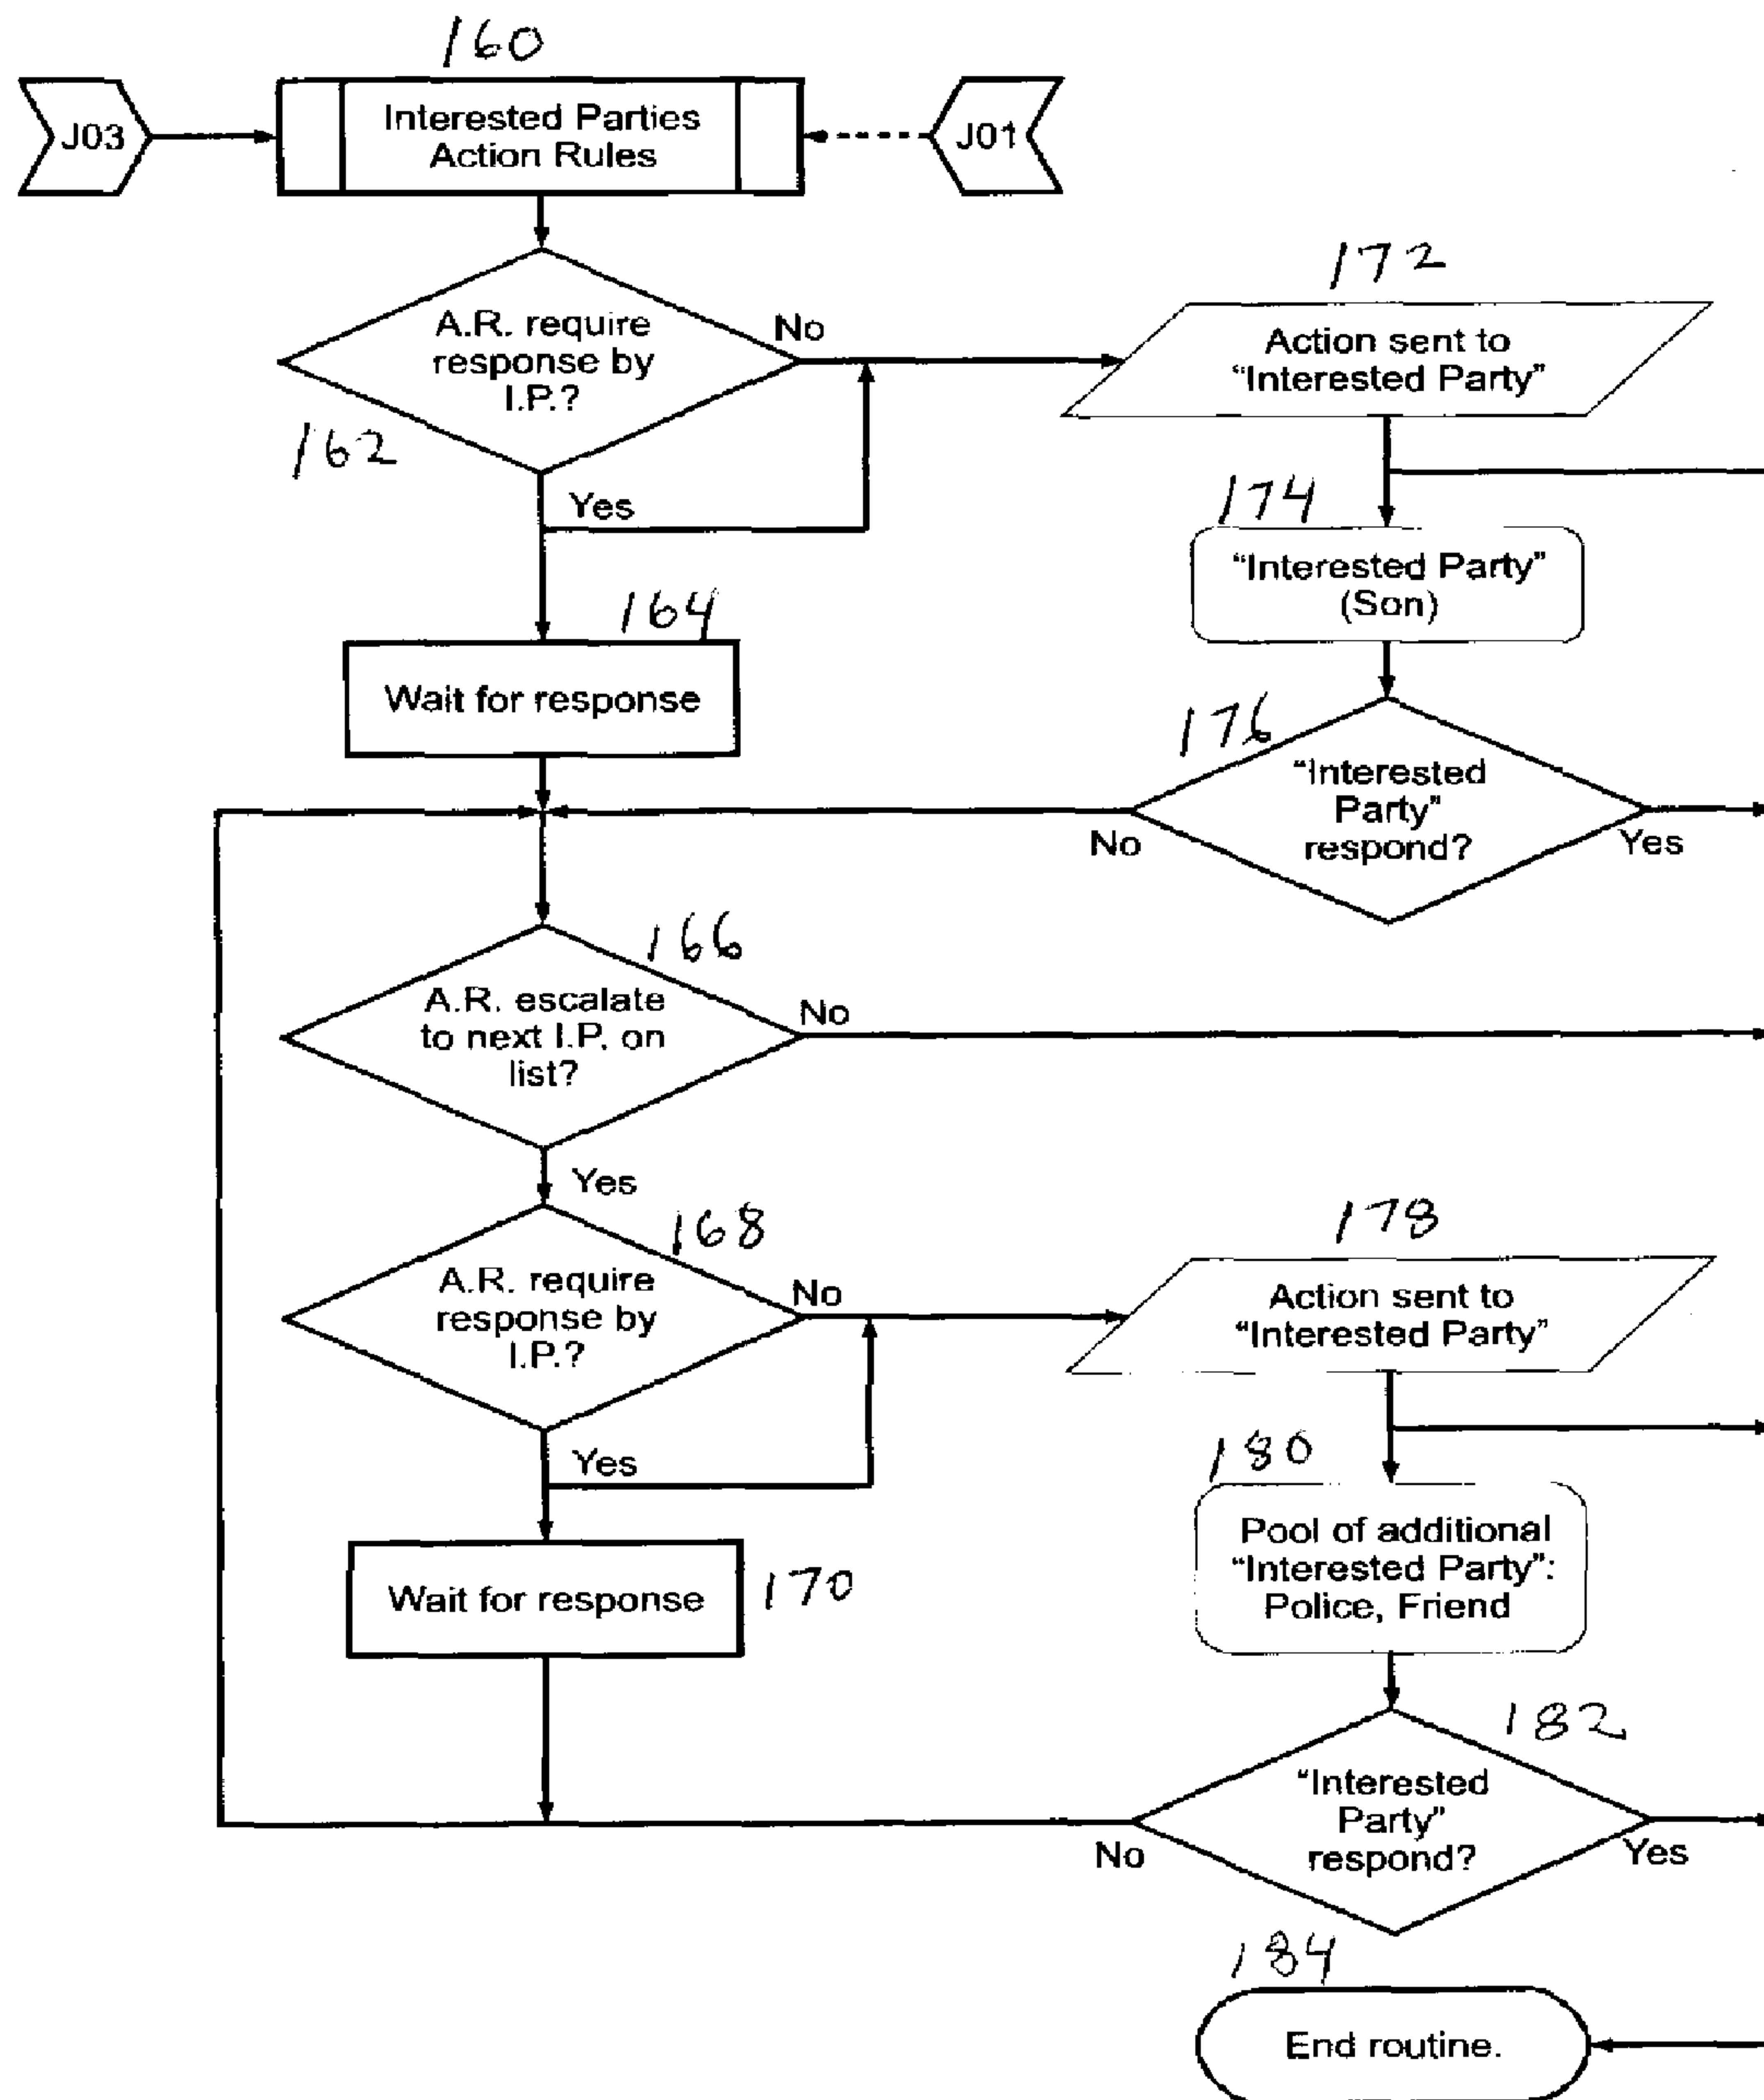 160
J03
Interested Parties
Action Rules
J01
A.R. require
response by
I.P.?
No
162
Yes
172
Action sent to
“Interested Party”
174
“Interested Party”
(Son)
164
Wait for response
176
“Interested
Party”
respond?
No
Yes
166
A.R. escalate
to next I.P. on
list?
No
Yes
168
A.R. require
response by
I.P.?
No
Yes
178
Action sent to
“Interested Party”
180
Pool of additional
“Interested Party”:
Police, Friend
Wait for response
170
182
“Interested
Party”
respond?
No
Yes
184
End routine.